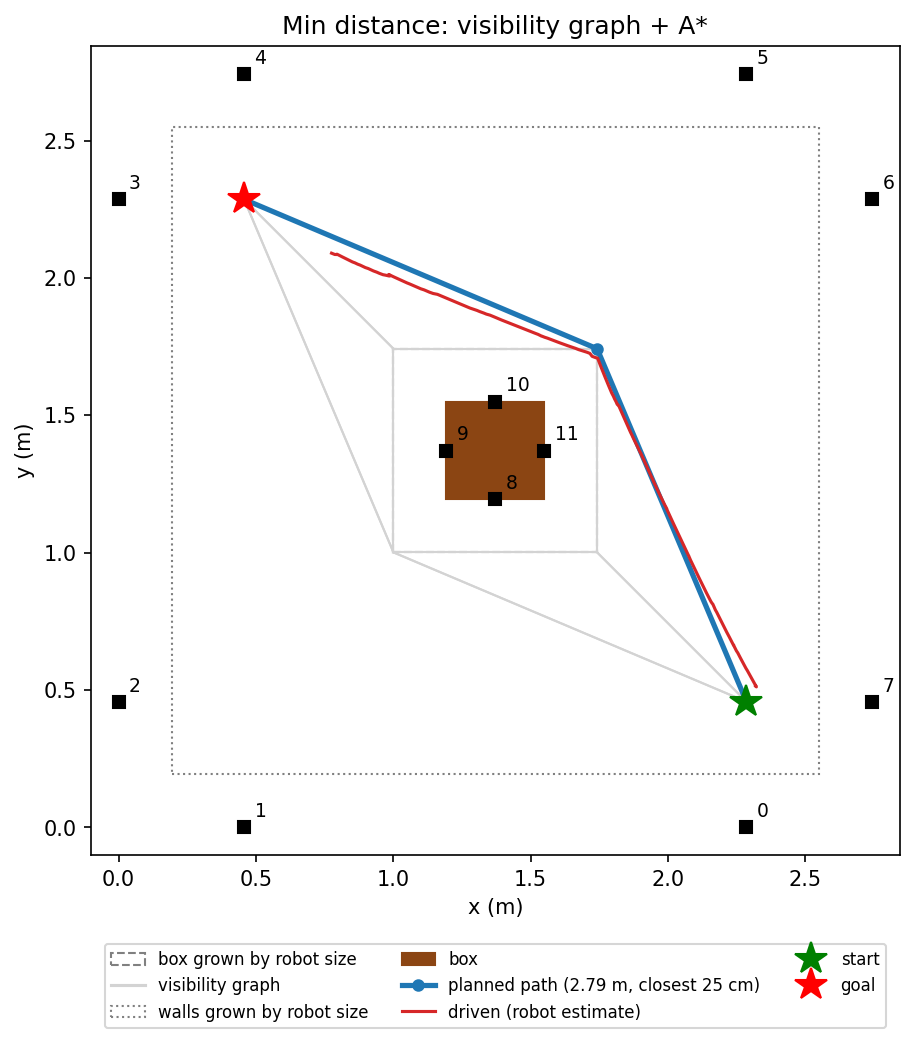 Min distance: visibility graph + A*
4
5
2.5
3
6
2.0
10
1.5
9
11
y (m)
8
1.0
0.5
2
7
1
0
0.0
0.0 0.5 1.0 1.5 2.0 2.5
x (m)
box grown by robot size
visibility graph
walls grown by robot size
box
planned path (2.79 m, closest 25 cm)
driven (robot estimate)
start
goal